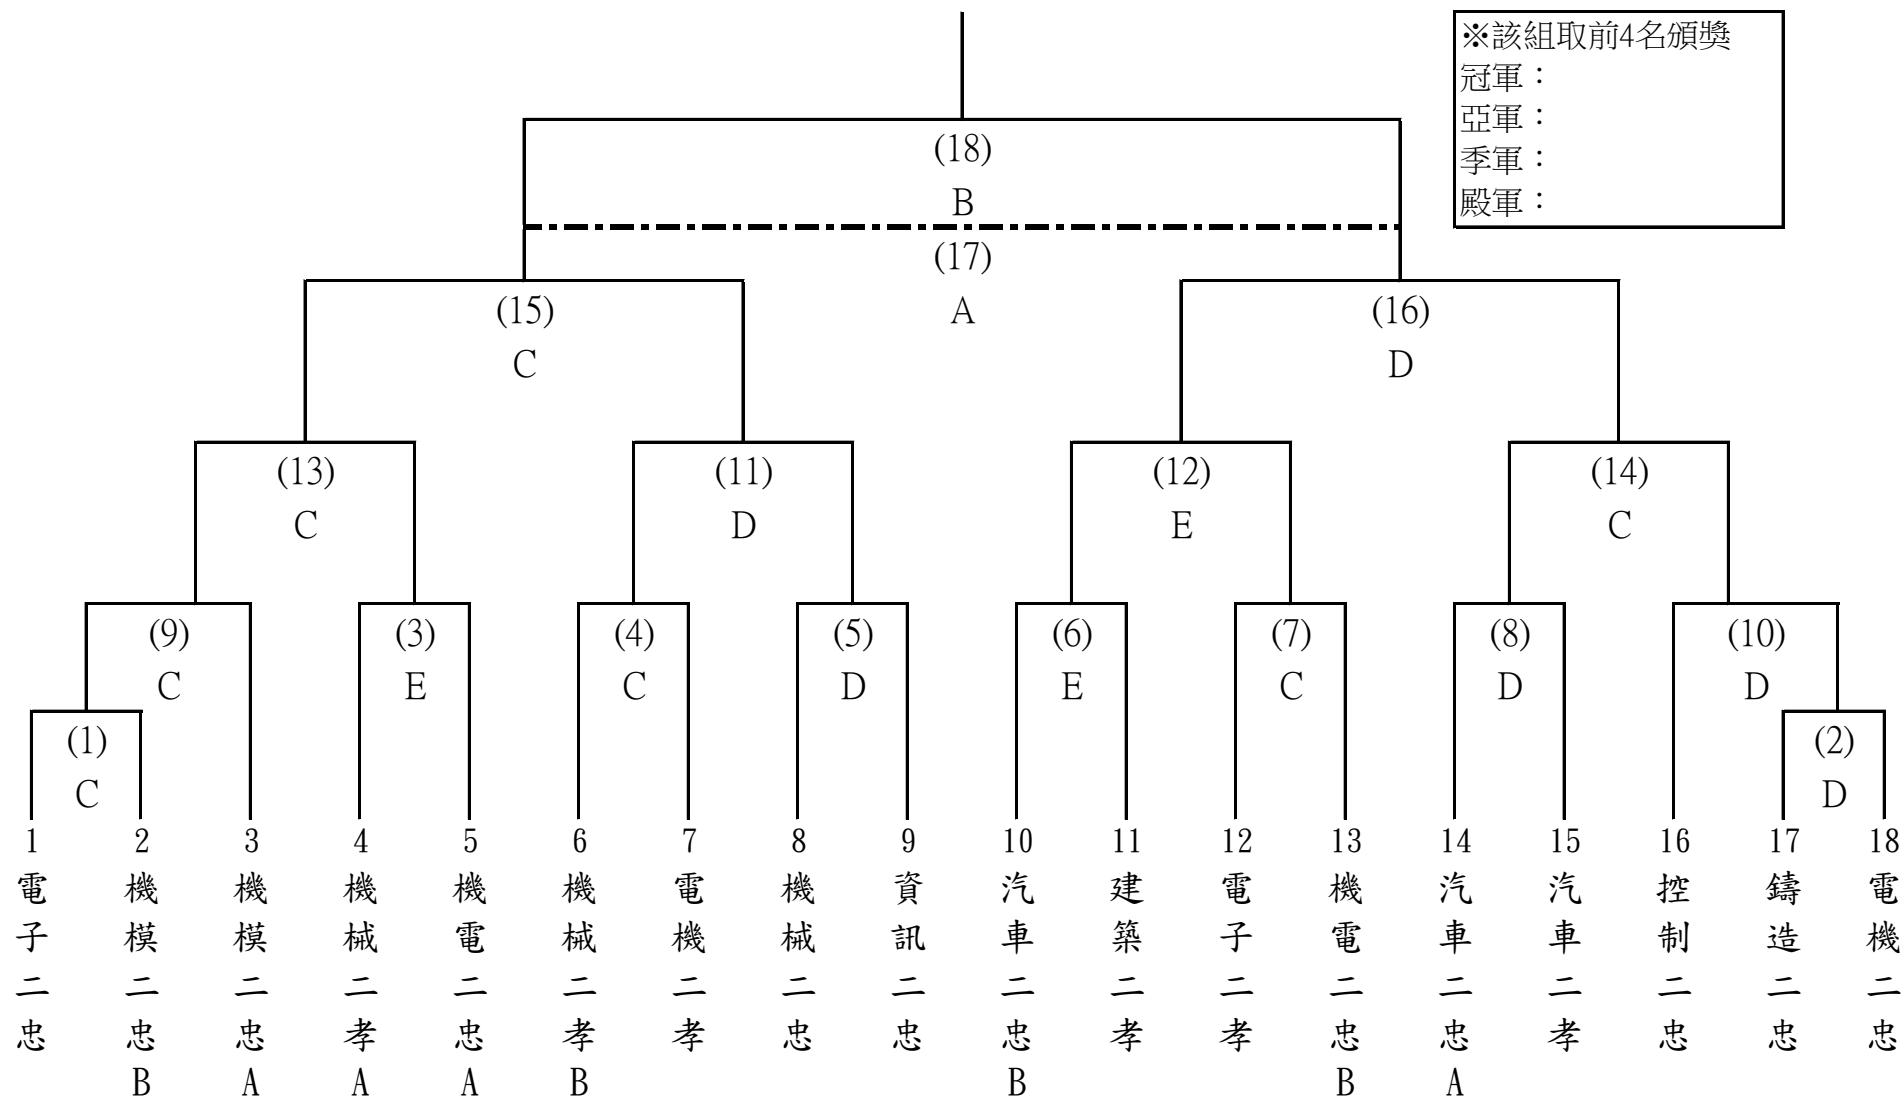 ※該組取前4名頒獎
冠軍：
亞軍：
季軍：
殿軍：
(18)
B
(17)
A
(15)
C
(16)
D
(13)
C
(11)
D
(12)
E
(14)
C
(9)
C
(3)
E
(4)
C
(5)
D
(6)
E
(7)
C
(8)
D
(10)
D
(1)
C
(2)
D
1
電子二忠
2
機模二忠B
3
機模二忠A
4
機械二孝A
5
機電二忠A
6
機械二孝B
7
電機二孝
8
機械二忠
9
資訊二忠
10
汽車二忠B
11
建築二孝
12
電子二孝
13
機電二忠B
14
汽車二忠A
15
汽車二孝
16
控制二忠
17
鑄造二忠
18
電機二忠